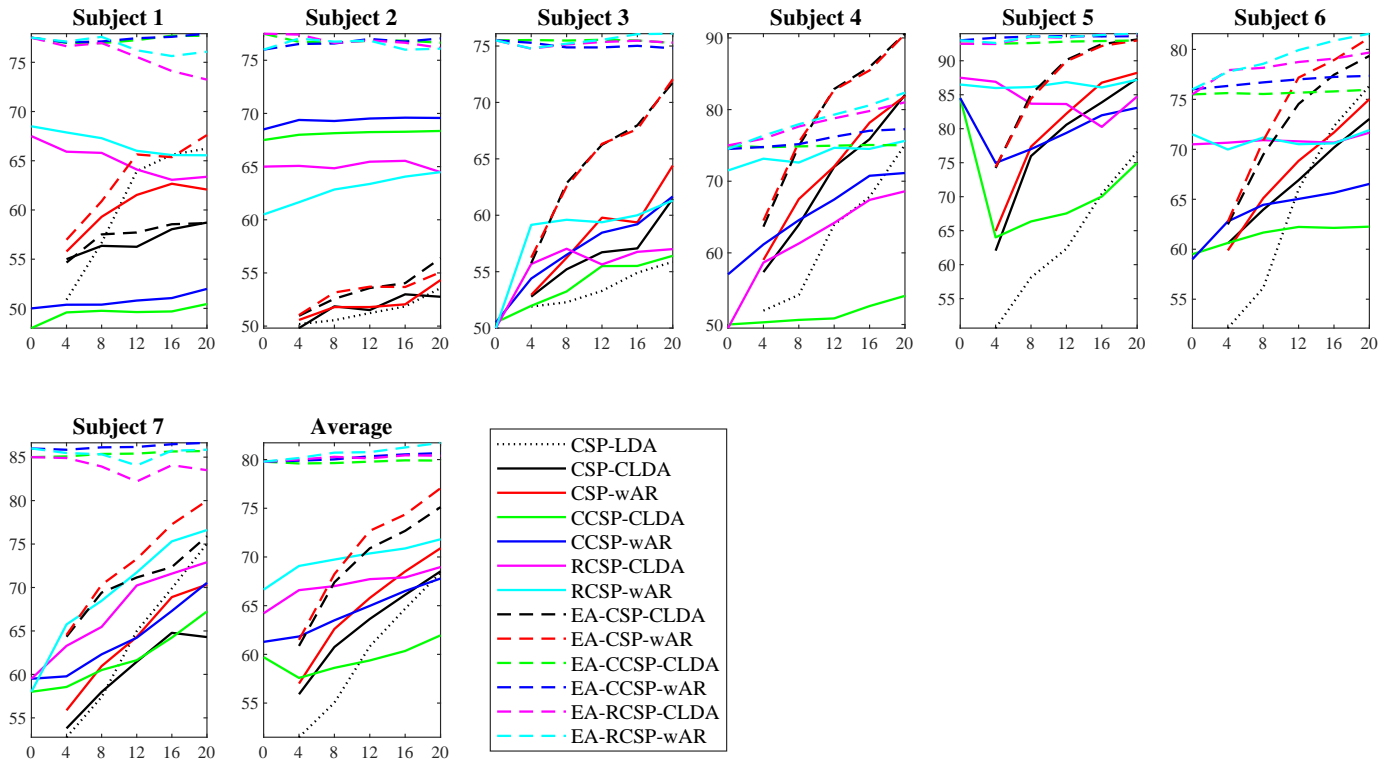 Subject 1 Subject 2 Subject 3 Subject 4 Subject 5 Subject 6
75 70 65 60 55 50
0 4 8 12 16 20
75 70 65 60 55 50
0 4 8 12 16 20
75 70 65 60 55 50
0 4 8 12 16 20
90 80 70 60 50
0 4 8 12 16 20
90 85 80 75 70 65 60 55
0 4 8 12 16 20
80 75 70 65 60 55
0 4 8 12 16 20
Subject 7 Average
85 80 75 70 65 60 55
0 4 8 12 16 20
80 75 70 65 60 55
0 4 8 12 16 20
CSP-LDA
CSP-CLDA
CSP-wAR
CCSP-CLDA
CCSP-wAR
RCSP-CLDA
RCSP-wAR
EA-CSP-CLDA
EA-CSP-wAR
EA-CCSP-CLDA
EA-CCSP-wAR
EA-RCSP-CLDA
EA-RCSP-wAR